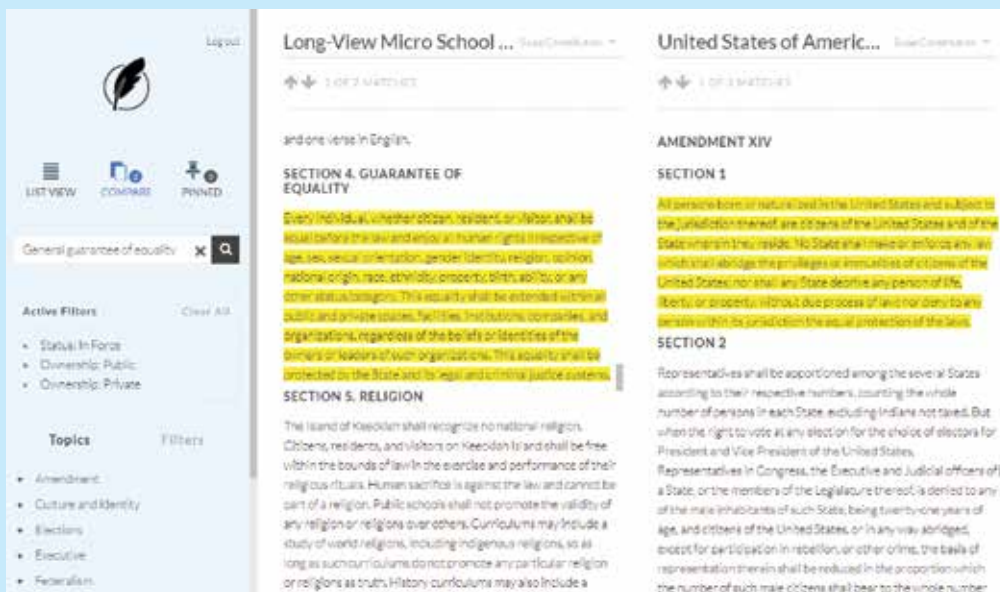 Log out
LIST VIEW
COMPARE
PINNED
General guarantee of equality
Active Filters
Clear All
Status: In Force
Ownership: Public
Ownership: Private
Topics
Filters
Amendment
Culture and Identity
Elections
Executive
Federalism
Long-View Micro School ...
1 OF 2 MATCHES
and one verse in English.
SECTION 4. GUARANTEE OF
EQUALITY
Every individual, whether citizen, resident, or visitor, shall be
equal before the law and enjoy all human rights irrespective of
age, sex, sexual orientation, gender identity, religion, opinion,
national origin, race, ethnicity, property, birth, ability, or any
other status/category. This equality shall be extended within all
public and private spaces, facilities, institutions, companies, and
organizations, regardless of the beliefs or identities of the
owners or leaders of such organizations. This equality shall be
protected by the State and its legal and criminal justice systems.
SECTION 5. RELIGION
The Island of Keeoklen shall recognize no national religion.
Citizens, residents, and visitors on Keeoklen Island shall be free
within the bounds of law in the exercise and performance of their
religious rituals. Human sacrifice is against the law and cannot be
part of a religion. Public schools shall not promote the validity of
any religion or religions over others. Curriculums may include a
study of world religions, including indigenous religions, so as
long as such curriculums do not promote any particular religion
or religions as truth. History curriculums may also include a
United States of Americ...
1 OF MATCHES
AMENDMENT XIV
SECTION 1
All persons born or naturalized in the United States and subject to
the jurisdiction thereof, are citizens of the United States and of the
State wherein they reside. No State shall make or enforce any law
which shall abridge the privileges or immunities of citizens of the
United States; nor shall any State deprive any person of life,
liberty, or property, without due process of law; nor deny to any
person within its jurisdiction the equal protection of the laws.
SECTION 2
Representatives shall be apportioned among the several States
according to their respective numbers, counting the whole
number of persons in each State, excluding Indians not taxed. But
when the right to vote at any election for the choice of electors for
President and Vice President of the United States,
Representatives in Congress, the Executive and Judicial officers of
a State, or the members of the Legislature thereof, is denied to any
of the male inhabitants of such State, being twenty-one years of
age, and citizens of the United States, or in any way abridged,
except for participation in rebellion, or other crime, the basis of
representation therein shall be reduced in the proportion which
the number of such male citizens shall bear to the whole number